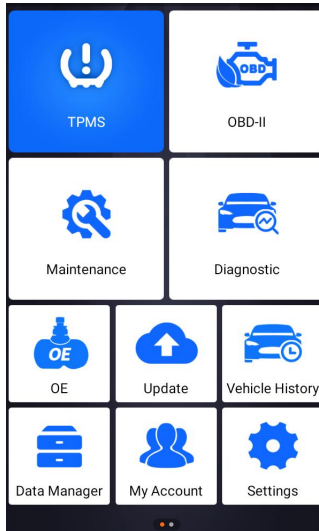 TPMS
OBD
OBD-II
Maintenance
Diagnostic
OE
OE
Update
Vehicle History
Data Manager
My Account
Settings